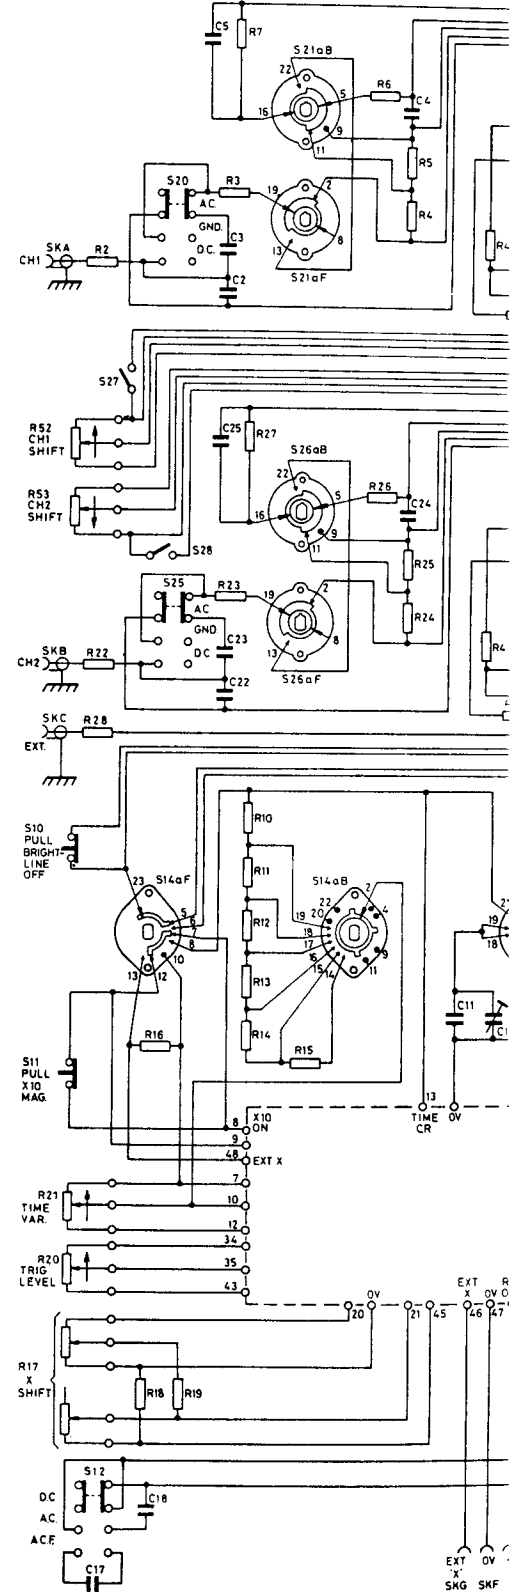 C5
R7
S21aB
22
5
R6
C4
16
9
11
R5
S20
A.C.
R3
19
2
R4
GND.
C3
D.C.
13
8
SKA
R2
CH1
C2
S21aF
R4
S27
R52
CH1
SHIFT
C25
R27
S26aB
22
5
R26
C24
R53
CH2
SHIFT
16
9
11
S28
R25
S25
A.C
R23
19
2
R24
GND.
C23
D.C
13
8
SKB
R22
CH2
C22
S26aF
R4
SKC
R28
EXT.
S10
PULL
BRIGHT-
LINE
OFF
R10
R11
23
S14aF
S14aB
2
5
6
7
8
22
20
19
4
R12
18
17
16
15
14
9
11
10
13
12
R13
19
18
R16
R14
R15
C11
S11
PULL
X10
MAG.
8
X10
ON
13
TIME
CR
0V
9
48
EXT X
7
R21
TIME
VAR.
10
12
R20
TRIG
LEVEL
34
35
43
0V
EXT
X
0V
20
21
45
46
47
R17
X
SHIFT
R18
R19
S12
D.C
A.C.
A.C.F.
C18
C17
EXT
'X'
SKG
0V
SKF